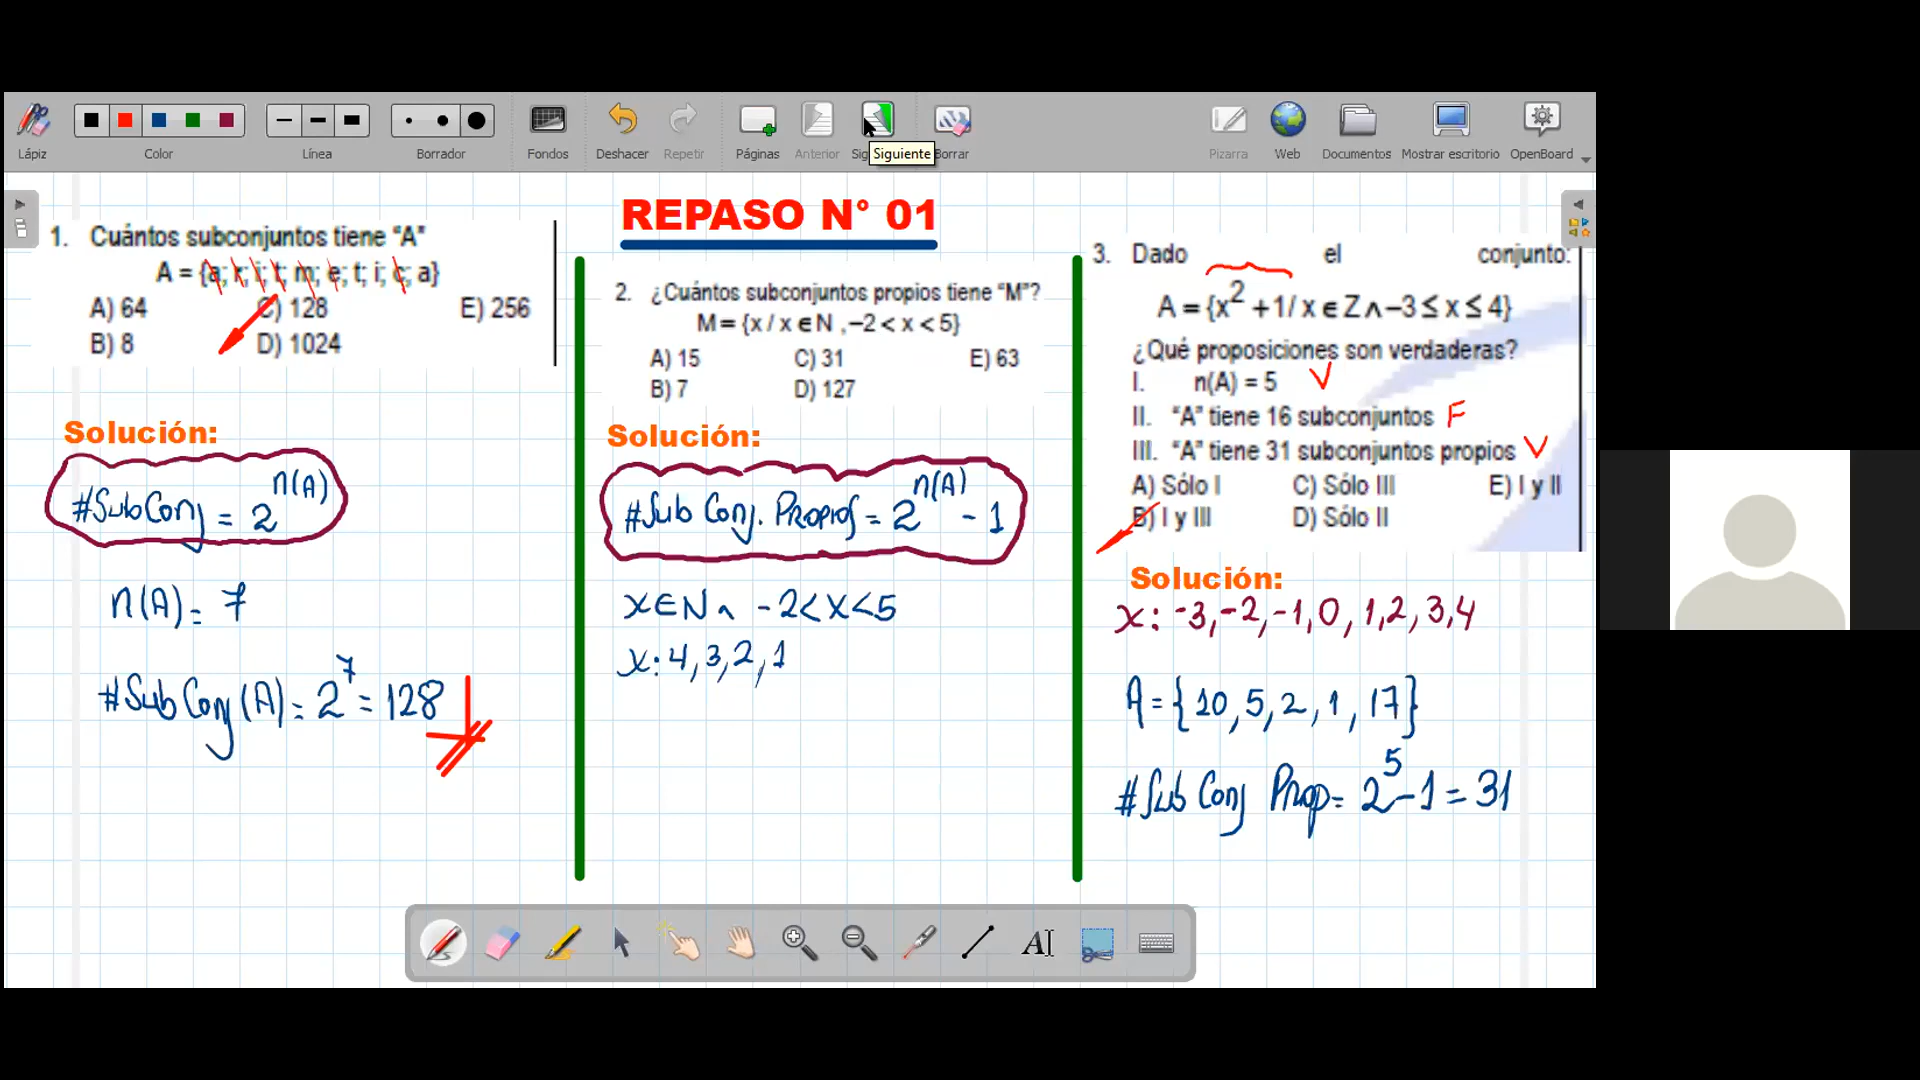 Lápiz
Color
Línea
Borrador
Fondos
Deshacer
Repetir
Páginas
Anterior
Siguiente
Borrar
Pizarra
Web
Documentos
Mostrar escritorio
OpenBoard
REPASO N° 01
1. Cuántos subconjuntos tiene “A”
A = {a; r; i; t; m; e; t; i; c; a}
A) 64 C) 128 E) 256
B) 8 D) 1024
Solución:
#SubConj = 2^n(A)
n(A) = 7
#SubConj(A) = 2^7 = 128
2. ¿Cuántos subconjuntos propios tiene “M”?
M = {x / x ∈ N , –2 < x < 5}
A) 15 C) 31 E) 63
B) 7 D) 127
Solución:
#Sub Conj. Propios = 2^n(A) - 1
x ∈ N ∧ -2 < x < 5
x: 4, 3, 2, 1
3. Dado el conjunto:
A = {x² + 1/ x ∈ Z ∧ –3 ≤ x ≤ 4}
¿Qué proposiciones son verdaderas?
I. n(A) = 5 V
II. “A” tiene 16 subconjuntos F
III. “A” tiene 31 subconjuntos propios V
A) Sólo I C) Sólo III E) I y II
B) I y III D) Sólo II
Solución:
x: -3, -2, -1, 0, 1, 2, 3, 4
A = {10, 5, 2, 1, 17}
#Sub Conj Prop = 2^5 - 1 = 31
AI